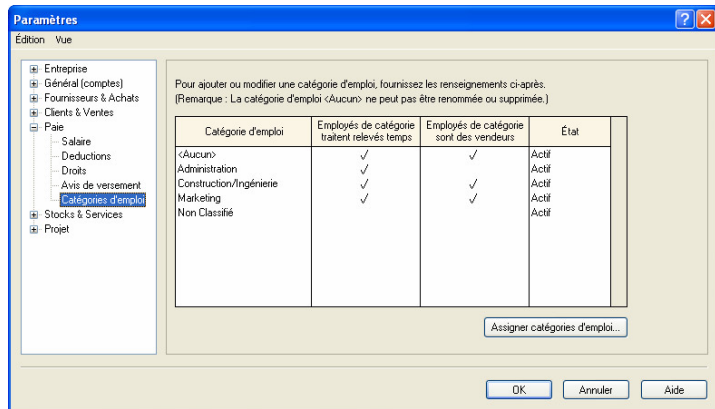 Paramètres
Édition Vue
Entreprise
Général (comptes)
Fournisseurs & Achats
Clients & Ventes
Paie
Salaire
Deductions
Droits
Avis de versement
Catégories d'emploi
Stocks & Services
Projet
Pour ajouter ou modifier une catégorie d'emploi, fournissez les renseignements ci-après.
(Remarque : La catégorie d'emploi <Aucun> ne peut pas être renommée ou supprimée.)
Catégorie d'emploi
Employés de catégorie
traitent relevés temps
Employés de catégorie
sont des vendeurs
État
<Aucun> ✓ ✓ Actif
Administration ✓ Actif
Construction/Ingénierie ✓ ✓ Actif
Marketing ✓ ✓ Actif
Non Classifié Actif
Assigner catégories d'emploi...
OK Annuler Aide